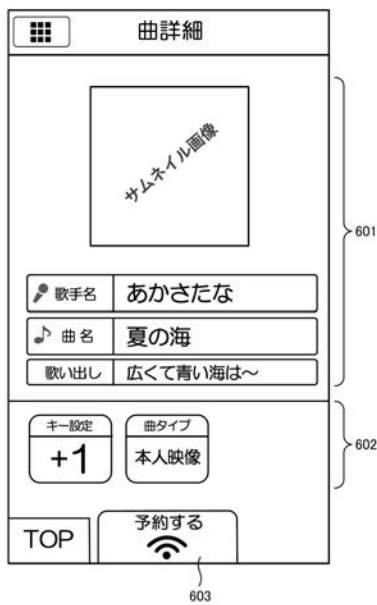 曲詳細
サムネイル画像
601
歌手名 あかさたな
曲名 夏の海
歌い出し 広くて青い海は～
キー設定 曲タイプ
+1 本人映像
602
TOP 予約する
603